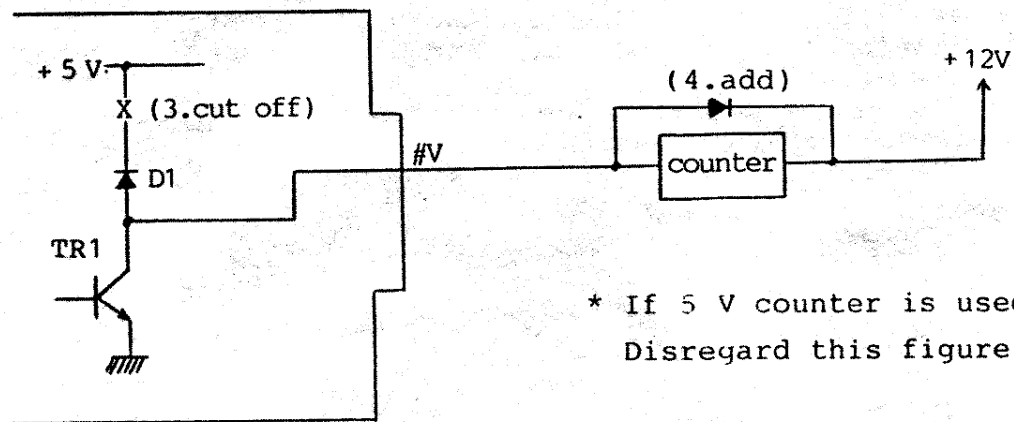 + 5 V
X (3.cut off)
D1
TR1
#V
(4.add)
counter
+12V
* If 5 V counter is used
Disregard this figure